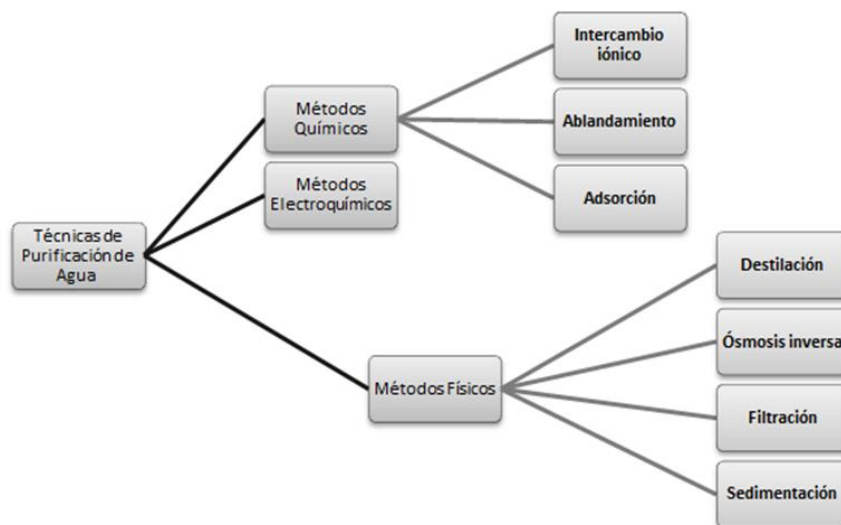 Técnicas de
Purificación de
Agua
Métodos
Químicos
Métodos
Electroquímicos
Métodos Físicos
Intercambio
iónico
Ablandamiento
Adsorción
Destilación
Ósmosis inversa
Filtración
Sedimentación